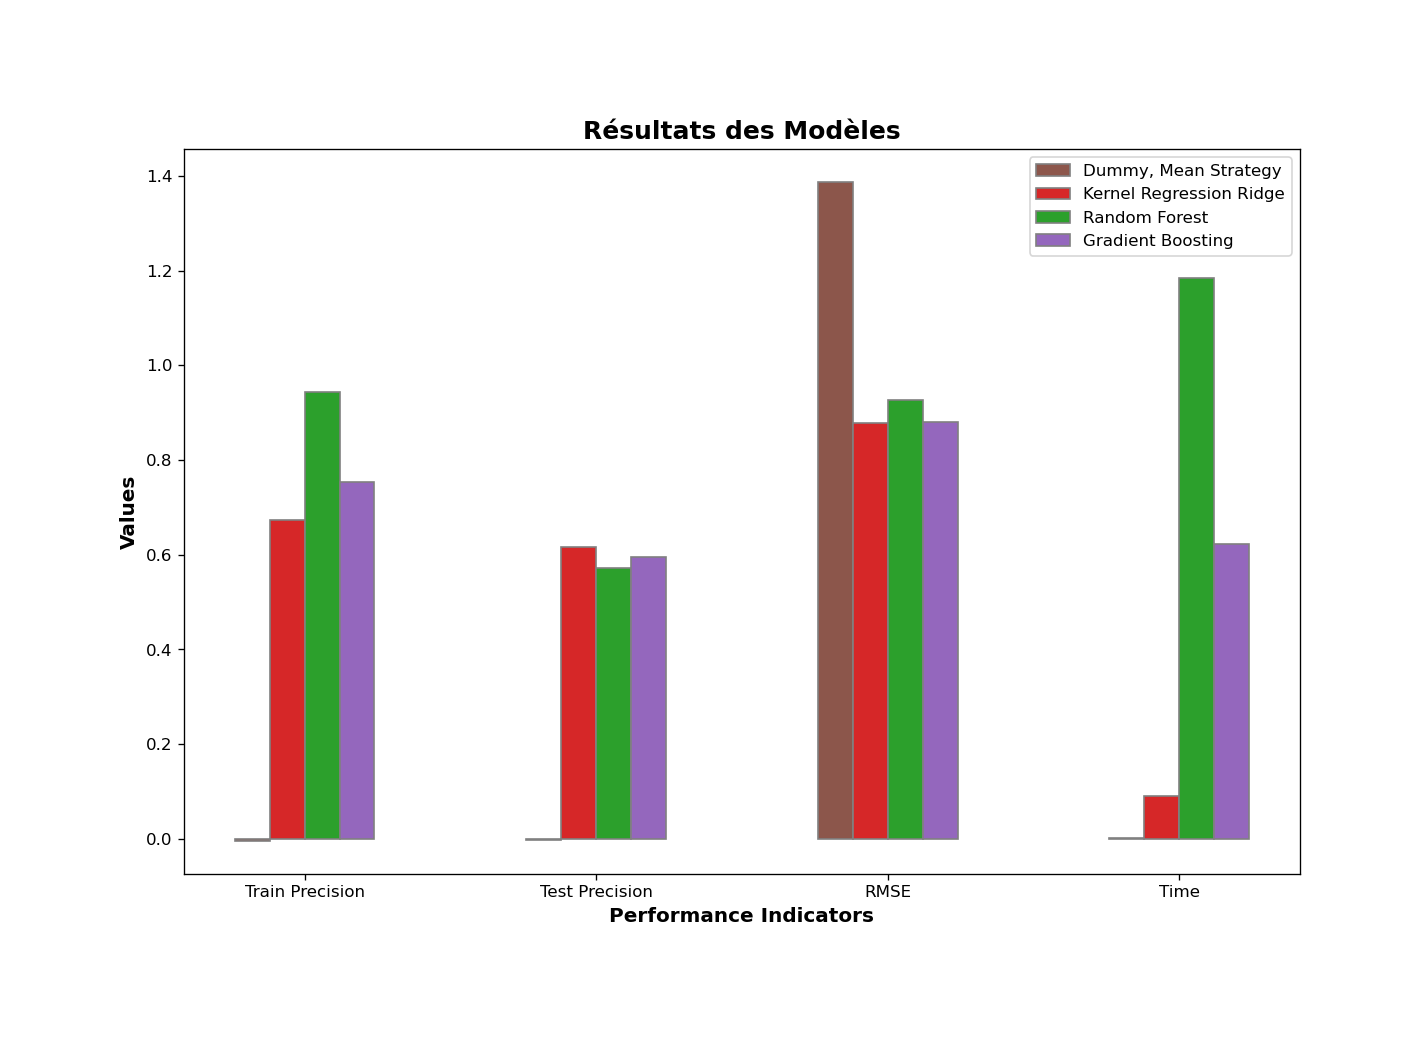 Résultats des Modèles
Dummy, Mean Strategy
Kernel Regression Ridge
Random Forest
Gradient Boosting
1.4
1.2
1.0
0.8
0.6
0.4
0.2
0.0
Values
Train Precision
Test Precision
RMSE
Time
Performance Indicators